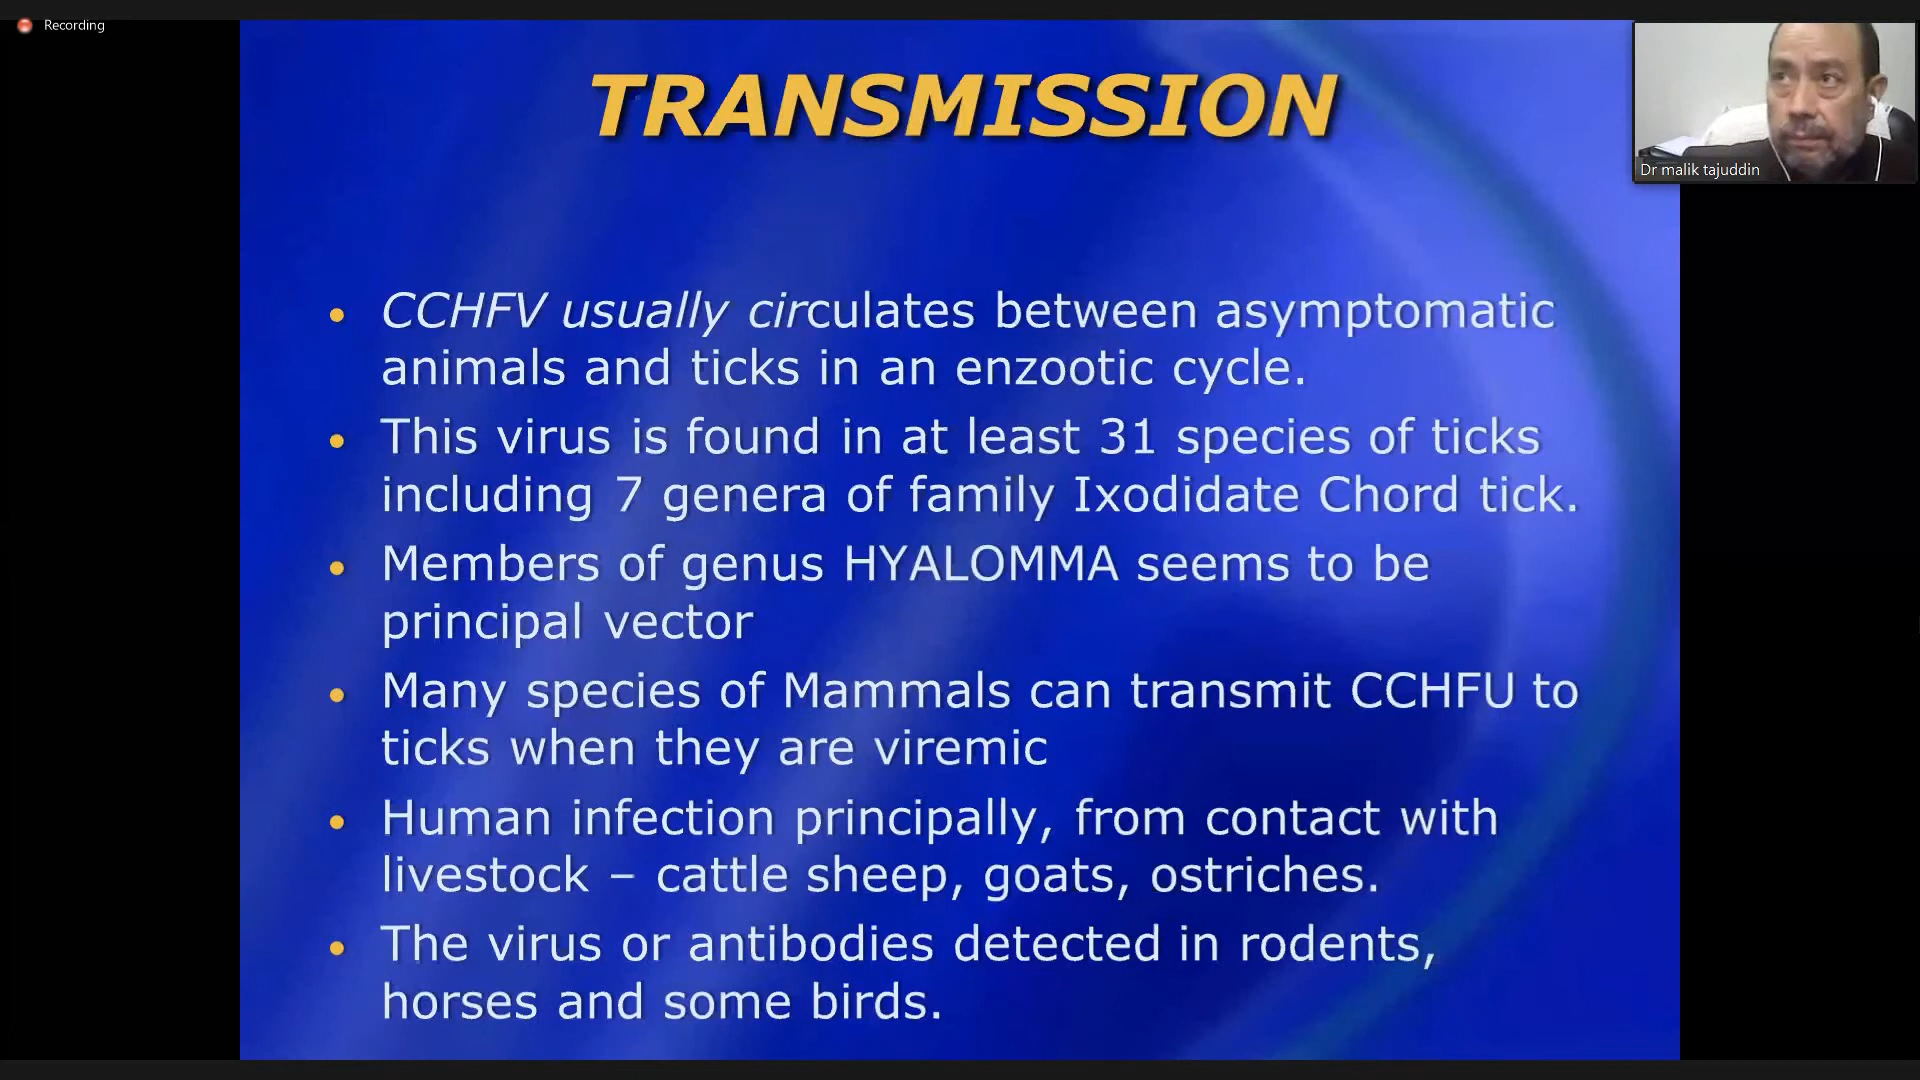 Recording
TRANSMISSION
Dr malik tajuddin
• CCHFV usually circulates between asymptomatic
animals and ticks in an enzootic cycle.
• This virus is found in at least 31 species of ticks
including 7 genera of family Ixodidate Chord tick.
• Members of genus HYALOMMA seems to be
principal vector
• Many species of Mammals can transmit CCHFU to
ticks when they are viremic
• Human infection principally, from contact with
livestock – cattle sheep, goats, ostriches.
• The virus or antibodies detected in rodents,
horses and some birds.